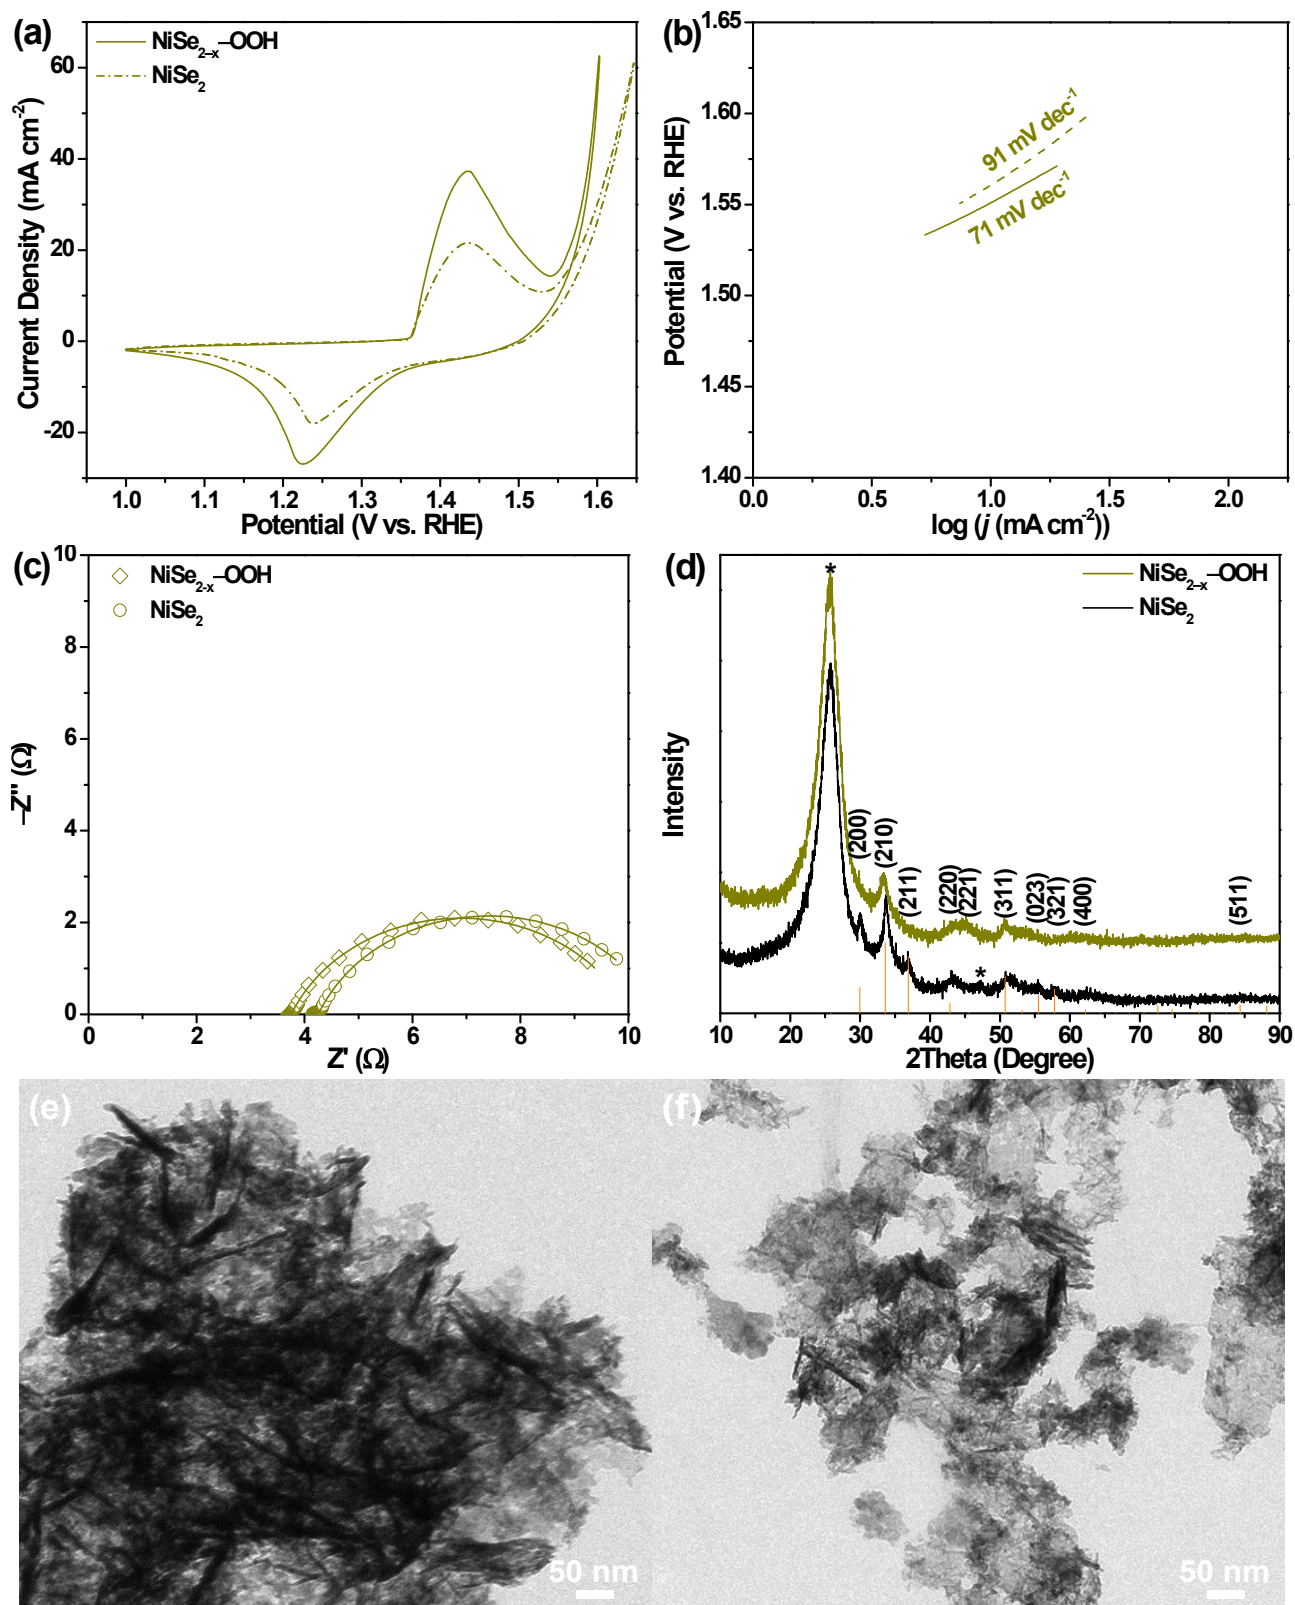 (a)
NiSe2–x–OOH
NiSe2
60
40
20
0
-20
Current Density (mA cm-2)
1.0 1.1 1.2 1.3 1.4 1.5 1.6
Potential (V vs. RHE)
(b)
1.65
1.60
1.55
1.50
1.45
1.40
Potential (V vs. RHE)
91 mV dec-1
71 mV dec-1
0.0 0.5 1.0 1.5 2.0
log (j (mA cm-2))
(c)
NiSe2-x–OOH
NiSe2
10
8
6
4
2
0
–Z'' (Ω)
0 2 4 6 8 10
Z' (Ω)
(d)
*
NiSe2–x–OOH
NiSe2
Intensity
(200)
(210)
(211)
(220)
(221)
(311)
(023)
(321)
(400)
(511)
*
10 20 30 40 50 60 70 80 90
2Theta (Degree)
(e)
50 nm
(f)
50 nm